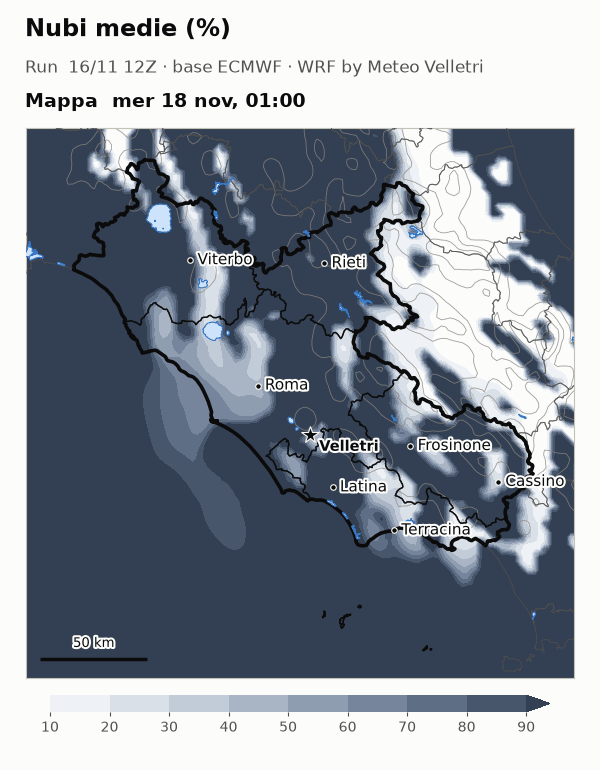 Nubi medie (%)
Run  16/11 12Z · base ECMWF · WRF by Meteo Velletri
Mappa  mer 18 nov, 01:00
Viterbo
Rieti
Roma
Velletri
Frosinone
Latina
Cassino
Terracina
50 km
10 20 30 40 50 60 70 80 90